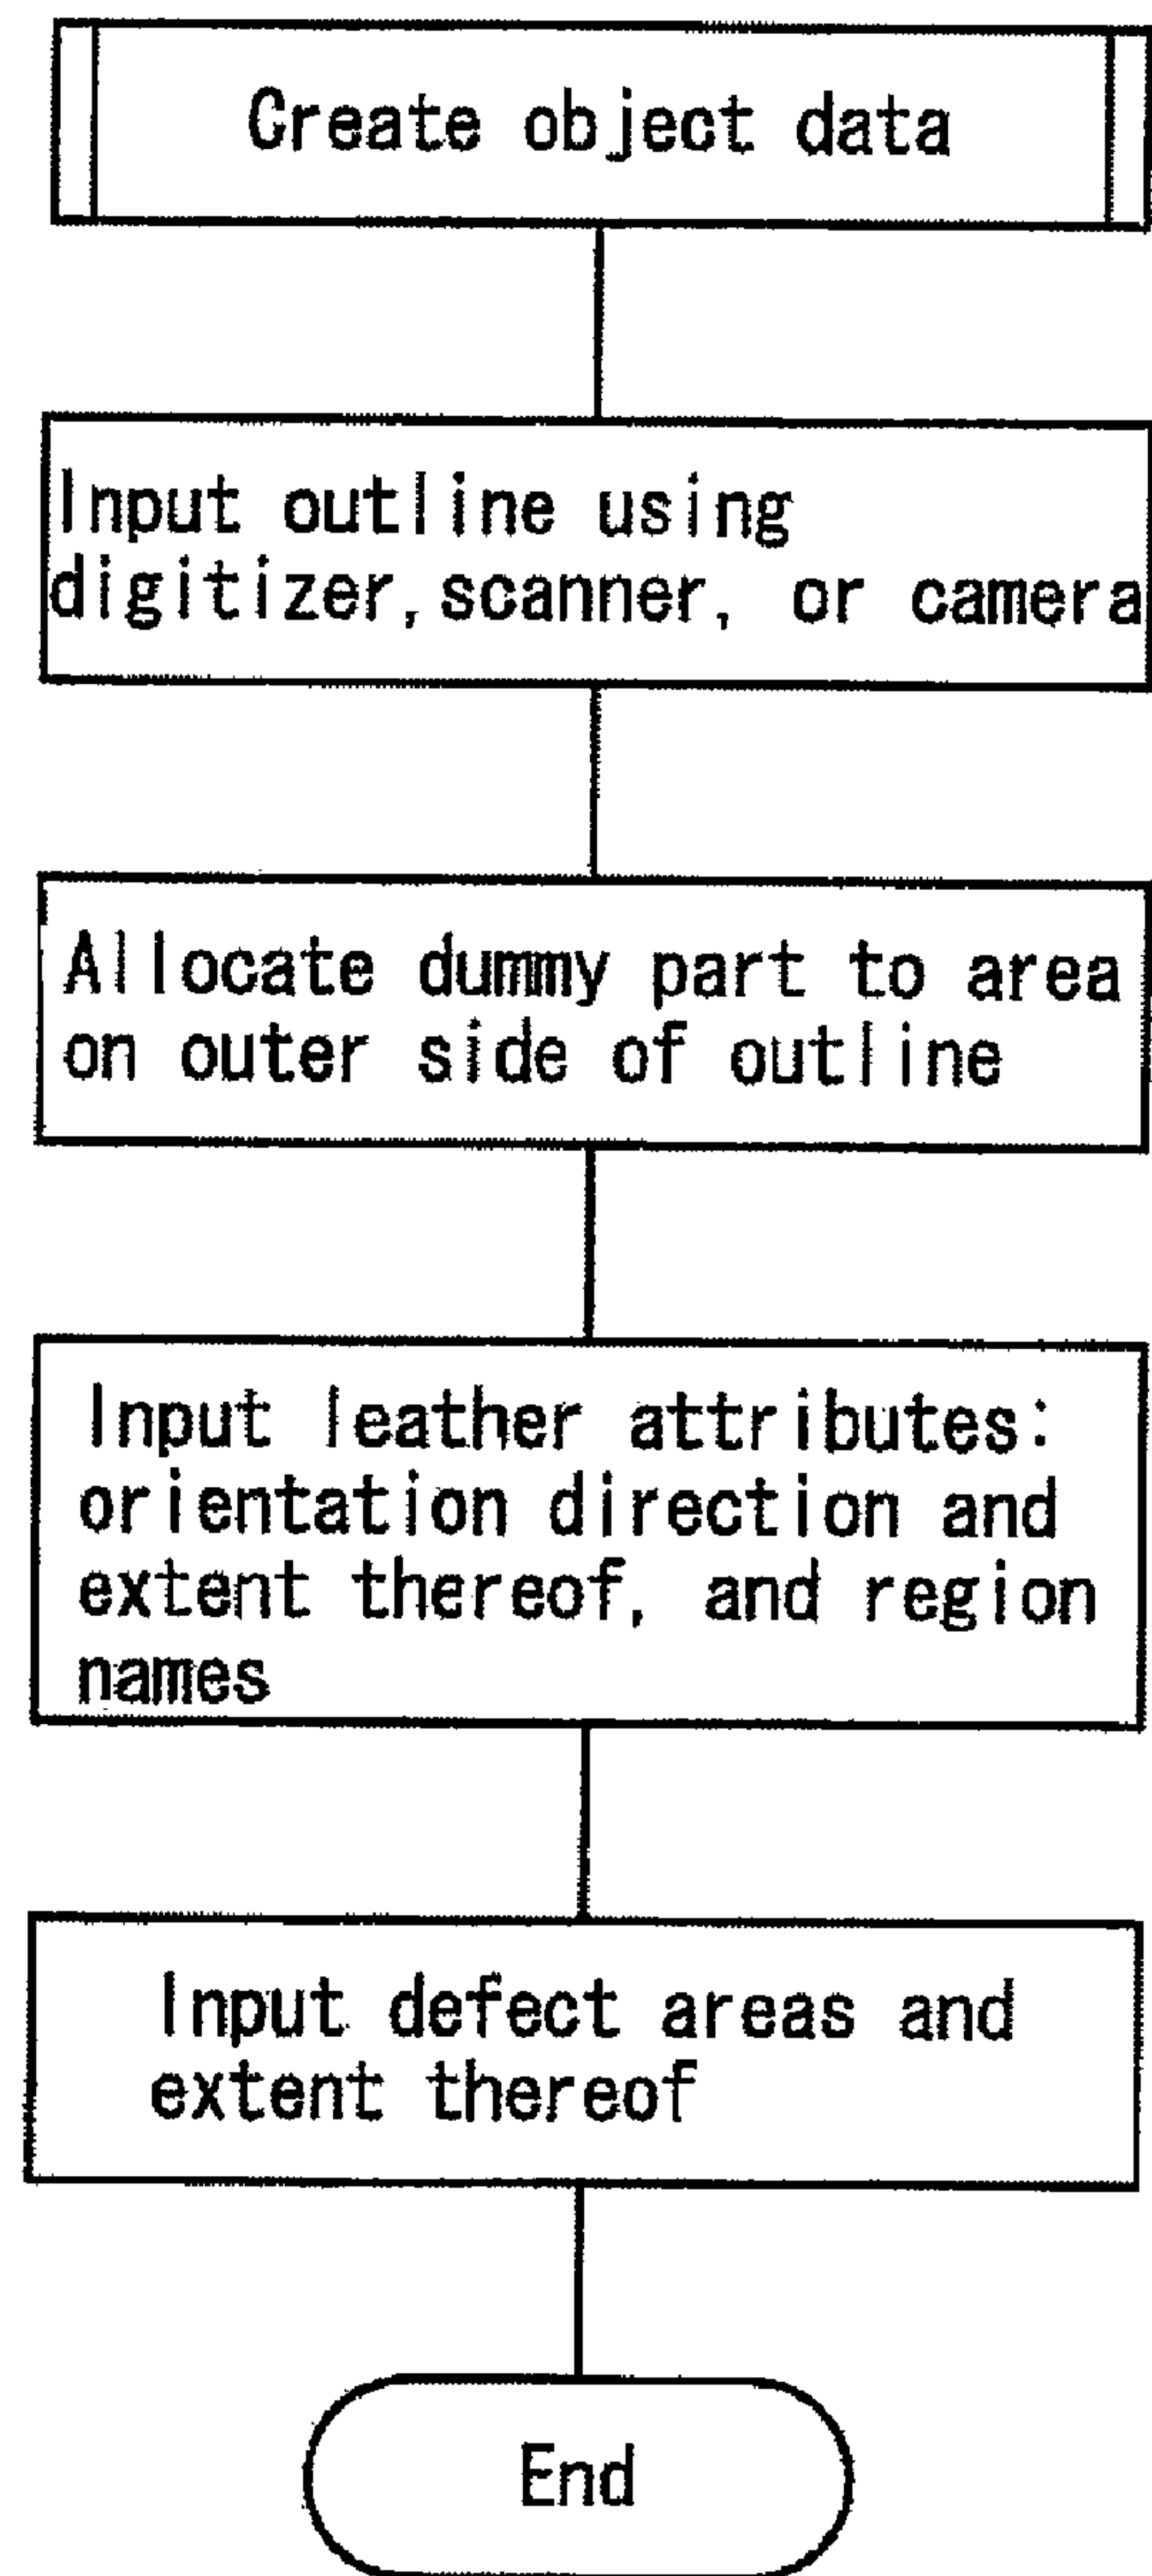 Create object data
Input outline using
digitizer, scanner, or camera
Allocate dummy part to area
on outer side of outline
Input leather attributes:
orientation direction and
extent thereof, and region
names
Input defect areas and
extent thereof
End